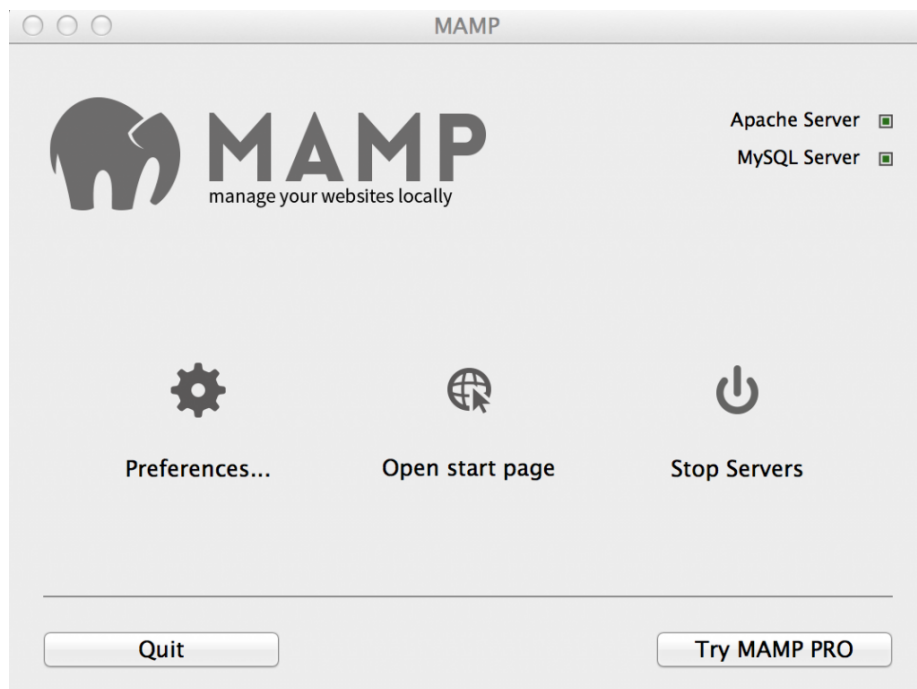 MAMP
MAMP
manage your websites locally
Apache Server
MySQL Server
Preferences...
Open start page
Stop Servers
Quit
Try MAMP PRO